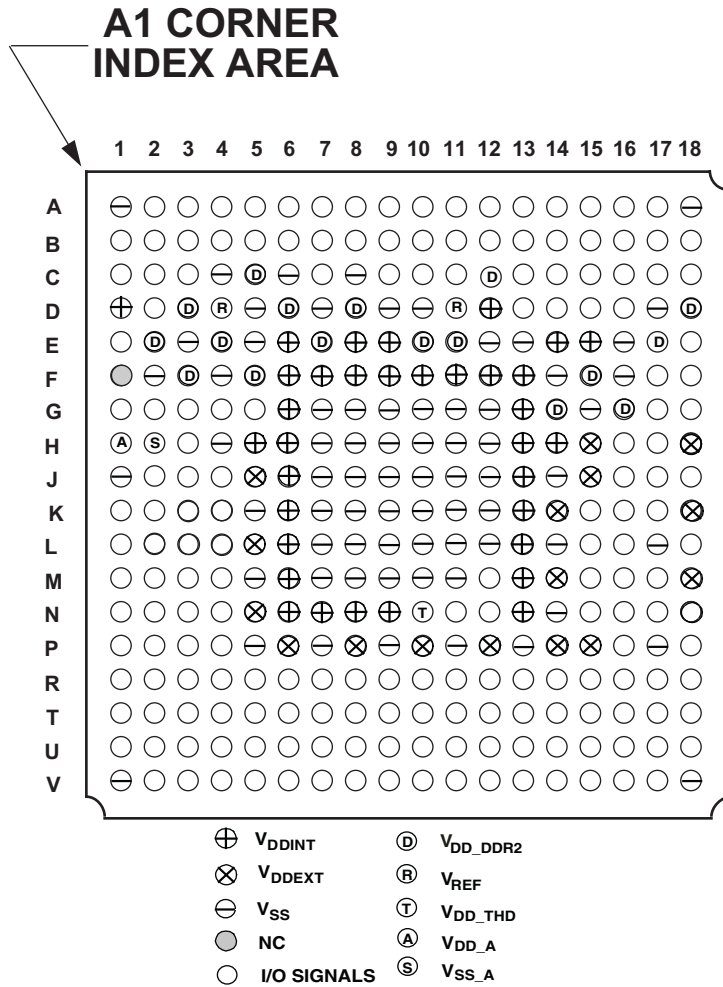 A1 CORNER
INDEX AREA
1 2 3 4 5 6 7 8 9 10 11 12 13 14 15 16 17 18
A
B
C D D
D D R D D R D
E D D D D D D
F D D D
G D D
H A S
J
K
L
M
N T
P
R
T
U
V
VDDINT D VDD_DDR2
VDDEXT R VREF
VSS T VDD_THD
NC A VDD_A
I/O SIGNALS S VSS_A